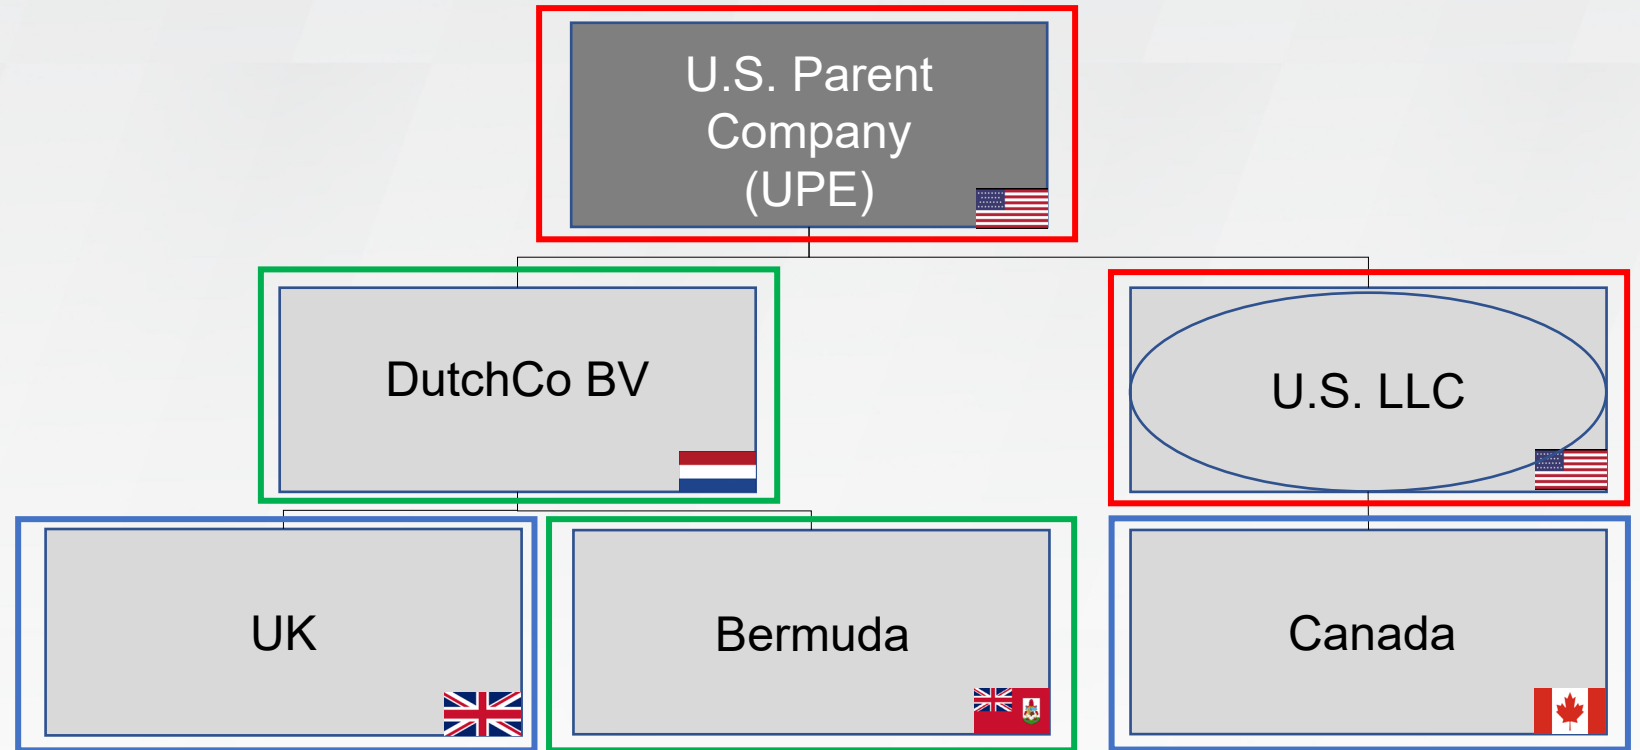 U.S. Parent
Company
(UPE)
DutchCo BV
U.S. LLC
UK
Bermuda
Canada